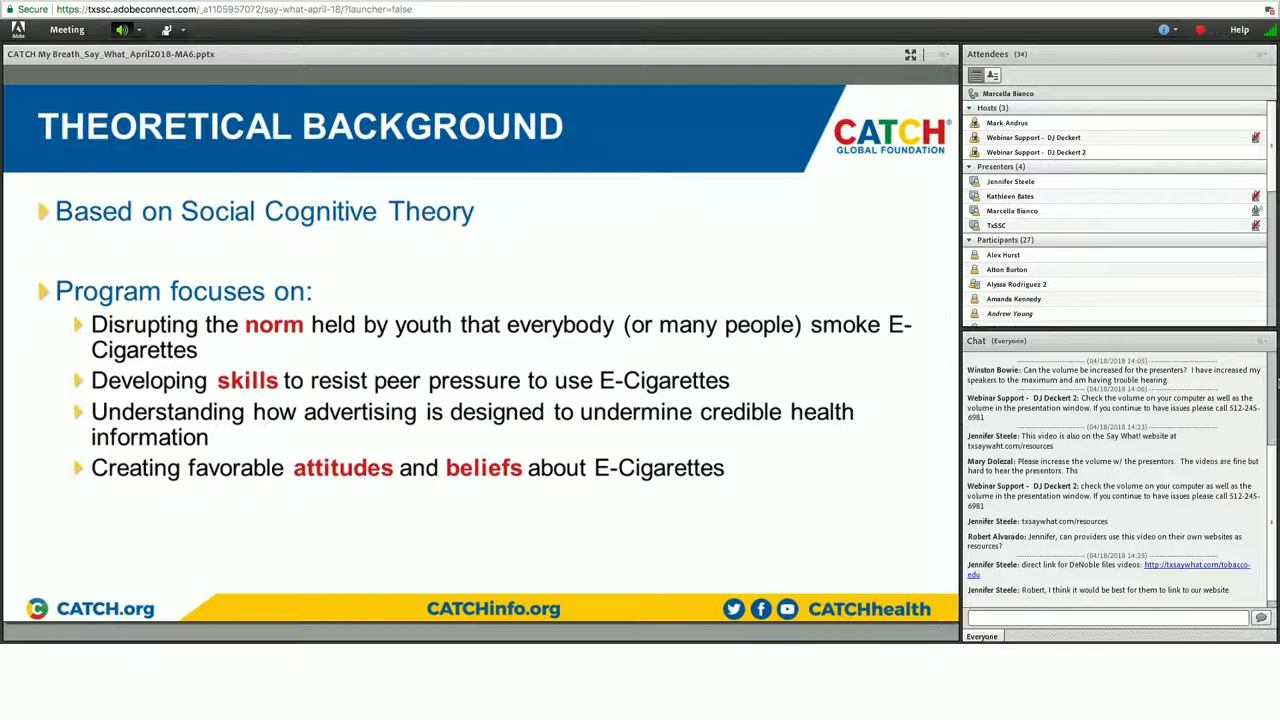 Secure
https://txssc.adobeconnect.com/_a1105957072/say-what-april-18/?launcher=false
Adobe
Meeting
Help
CATCH My Breath_Say_What_April2018-MA6.pptx
THEORETICAL BACKGROUND
CATCH®
GLOBAL FOUNDATION
Based on Social Cognitive Theory
Program focuses on:
Disrupting the norm held by youth that everybody (or many people) smoke E-
Cigarettes
Developing skills to resist peer pressure to use E-Cigarettes
Understanding how advertising is designed to undermine credible health
information
Creating favorable attitudes and beliefs about E-Cigarettes
C CATCH.org
CATCHinfo.org
CATCHhealth
Attendees (34)
Marcella Bianco
Hosts (3)
Mark Andrus
Webinar Support - DJ Deckert
Webinar Support - DJ Deckert 2
Presenters (4)
Jennifer Steele
Kathleen Bates
Marcella Bianco
TxSSC
Participants (27)
Alex Hurst
Alton Burton
Alyssa Rodriguez 2
Amanda Kennedy
Andrew Young
Chat (Everyone)
(04/18/2018 14:05)
Winston Bowie: Can the volume be increased for the presenters? I have increased my
speakers to the maximum and am having trouble hearing.
(04/18/2018 14:06)
Webinar Support - DJ Deckert 2: Check the volume on your computer as well as the
volume in the presentation window. If you continue to have issues please call 512-245-
6981
(04/18/2018 14:23)
Jennifer Steele: This video is also on the Say What! website at
txsaywaht.com/resources
Mary Dolezal: Please increase the volume w/ the presentors. The videos are fine but
hard to hear the presentors. Ths
Webinar Support - DJ Deckert 2: check the volume on your computer as well as the
volume in the presentation window. If you continue to have issues please call 512-245-
6981
Jennifer Steele: txsaywhat.com/resources
Robert Alvarado: Jennifer, can providers use this video on their own websites as
resources?
(04/18/2018 14:25)
Jennifer Steele: direct link for DeNoble files videos: http://txsaywhat.com/tobacco-
edu
Jennifer Steele: Robert, I think it would be best for them to link to our website
Everyone